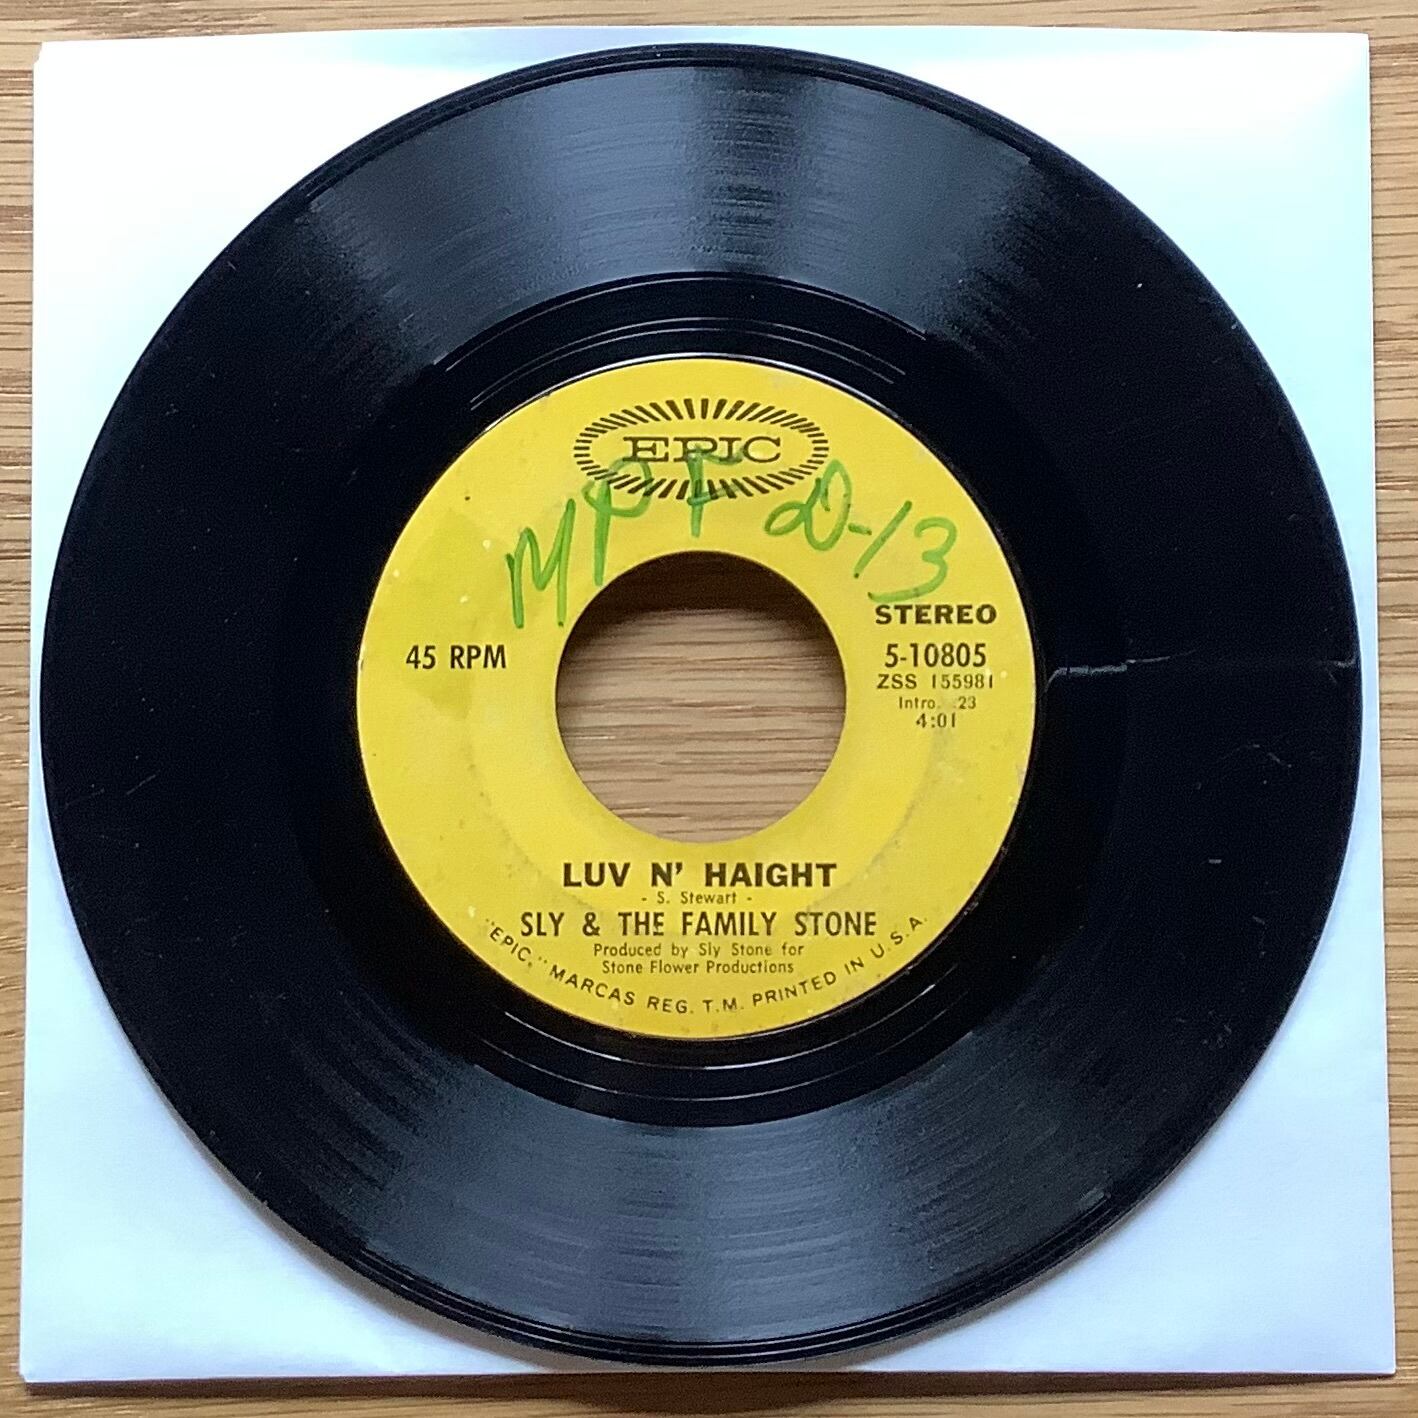 EPIC
MPF 20-13
STEREO
45 RPM
5-10805
ZSS 155981
Intro. :23
4:01
LUV N' HAIGHT
- S. Stewart -
SLY & THE FAMILY STONE
Produced by Sly Stone for
Stone Flower Productions
"EPIC," MARCAS REG. T.M. PRINTED IN U.S.A.